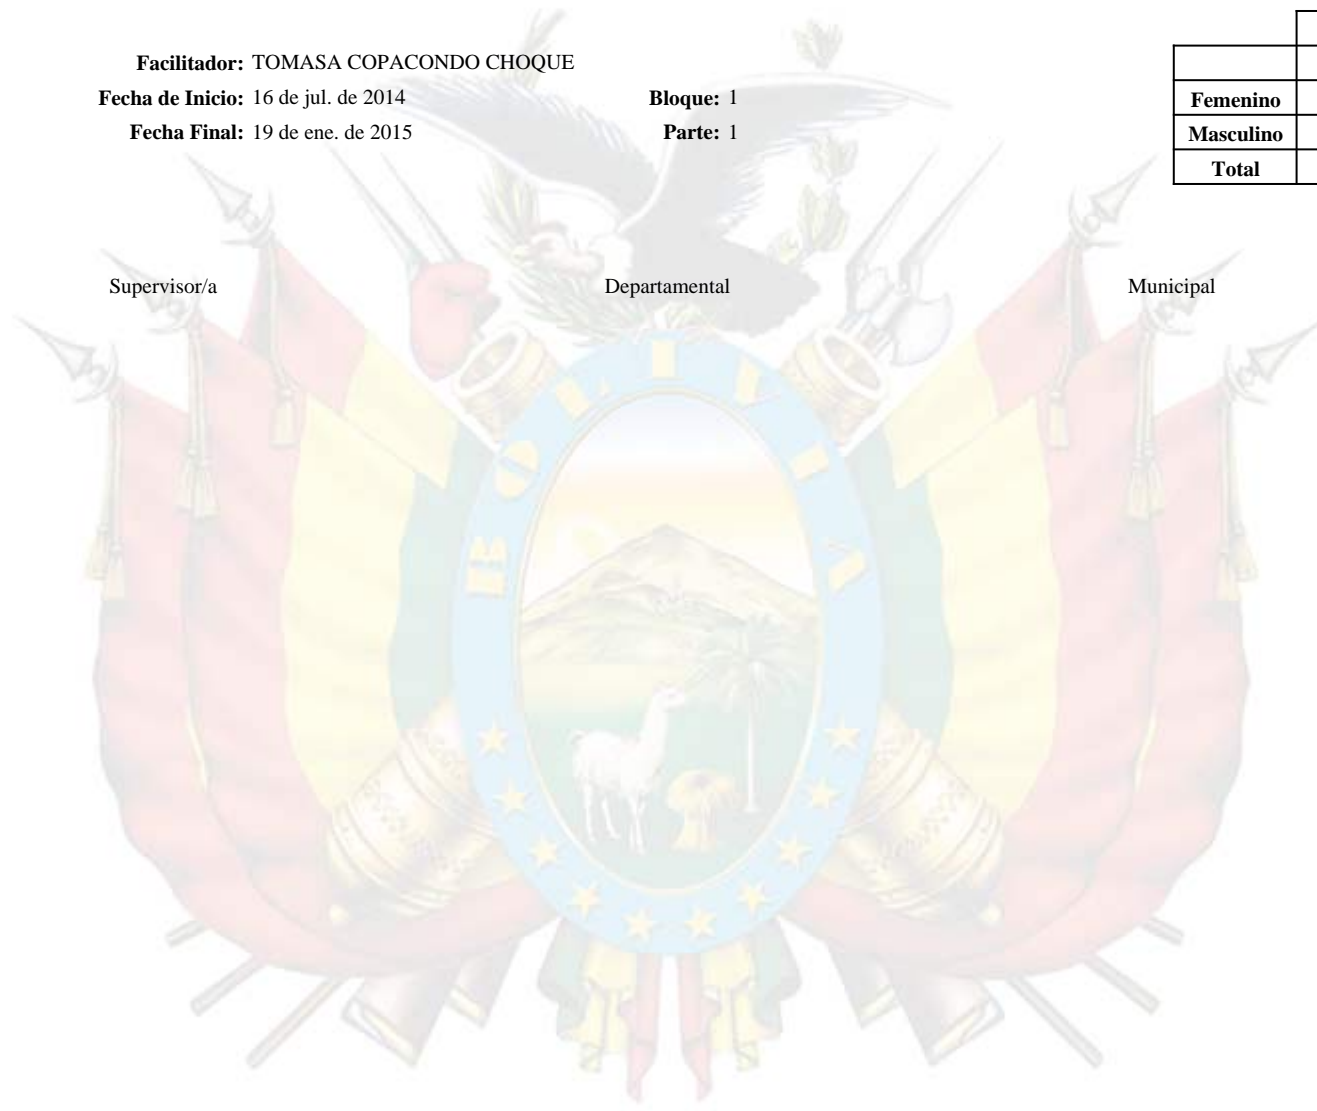 Facilitador: TOMASA COPACONDO CHOQUE
Fecha de Inicio: 16 de jul. de 2014 Bloque: 1
Fecha Final: 19 de ene. de 2015 Parte: 1
Femenino
Masculino
Total
Supervisor/a Departamental Municipal
BOLIVIA